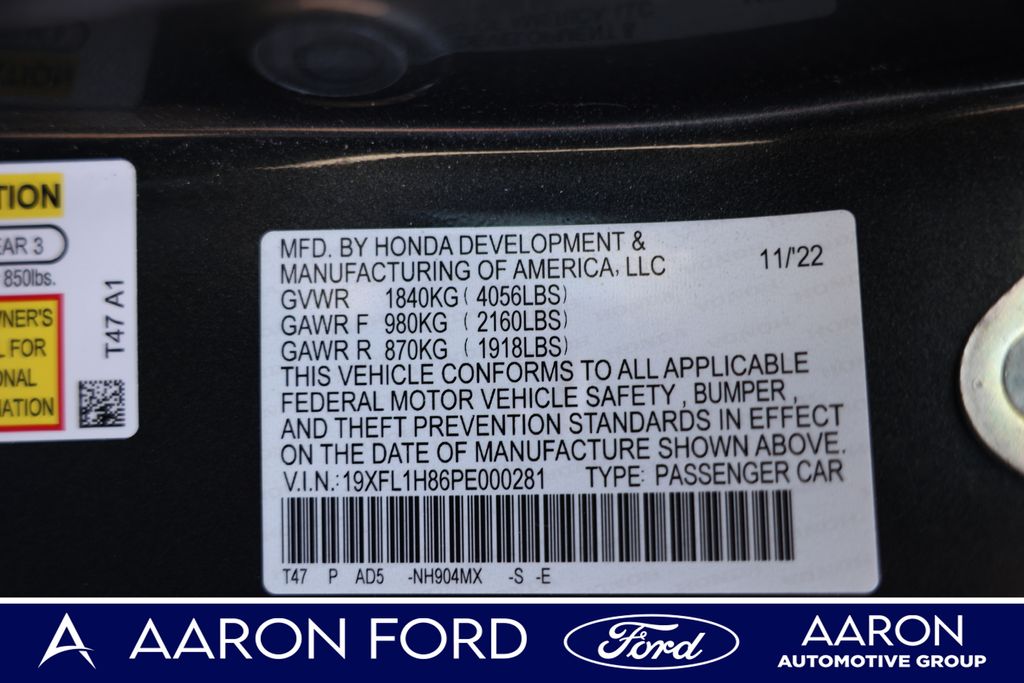 TION
EAR 3
850lbs.
NER'S
L FOR
ONAL
MATION
T47 A1
MFD. BY HONDA DEVELOPMENT &
MANUFACTURING OF AMERICA, LLC 11/'22
GVWR 1840KG ( 4056LBS)
GAWR F 980KG ( 2160LBS)
GAWR R 870KG ( 1918LBS)
THIS VEHICLE CONFORMS TO ALL APPLICABLE
FEDERAL MOTOR VEHICLE SAFETY , BUMPER ,
AND THEFT PREVENTION STANDARDS IN EFFECT
ON THE DATE OF MANUFACTURE SHOWN ABOVE.
V.I.N.: 19XFL1H86PE000281 TYPE: PASSENGER CAR
T47 P AD5 -NH904MX -S -E
AARON FORD
Ford
AARON
AUTOMOTIVE GROUP